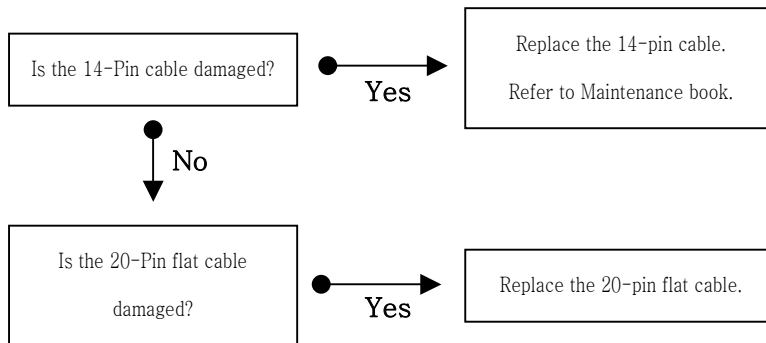 Is the 14-Pin cable damaged?
Yes
Replace the 14-pin cable.
Refer to Maintenance book.
No
Is the 20-Pin flat cable
damaged?
Yes
Replace the 20-pin flat cable.